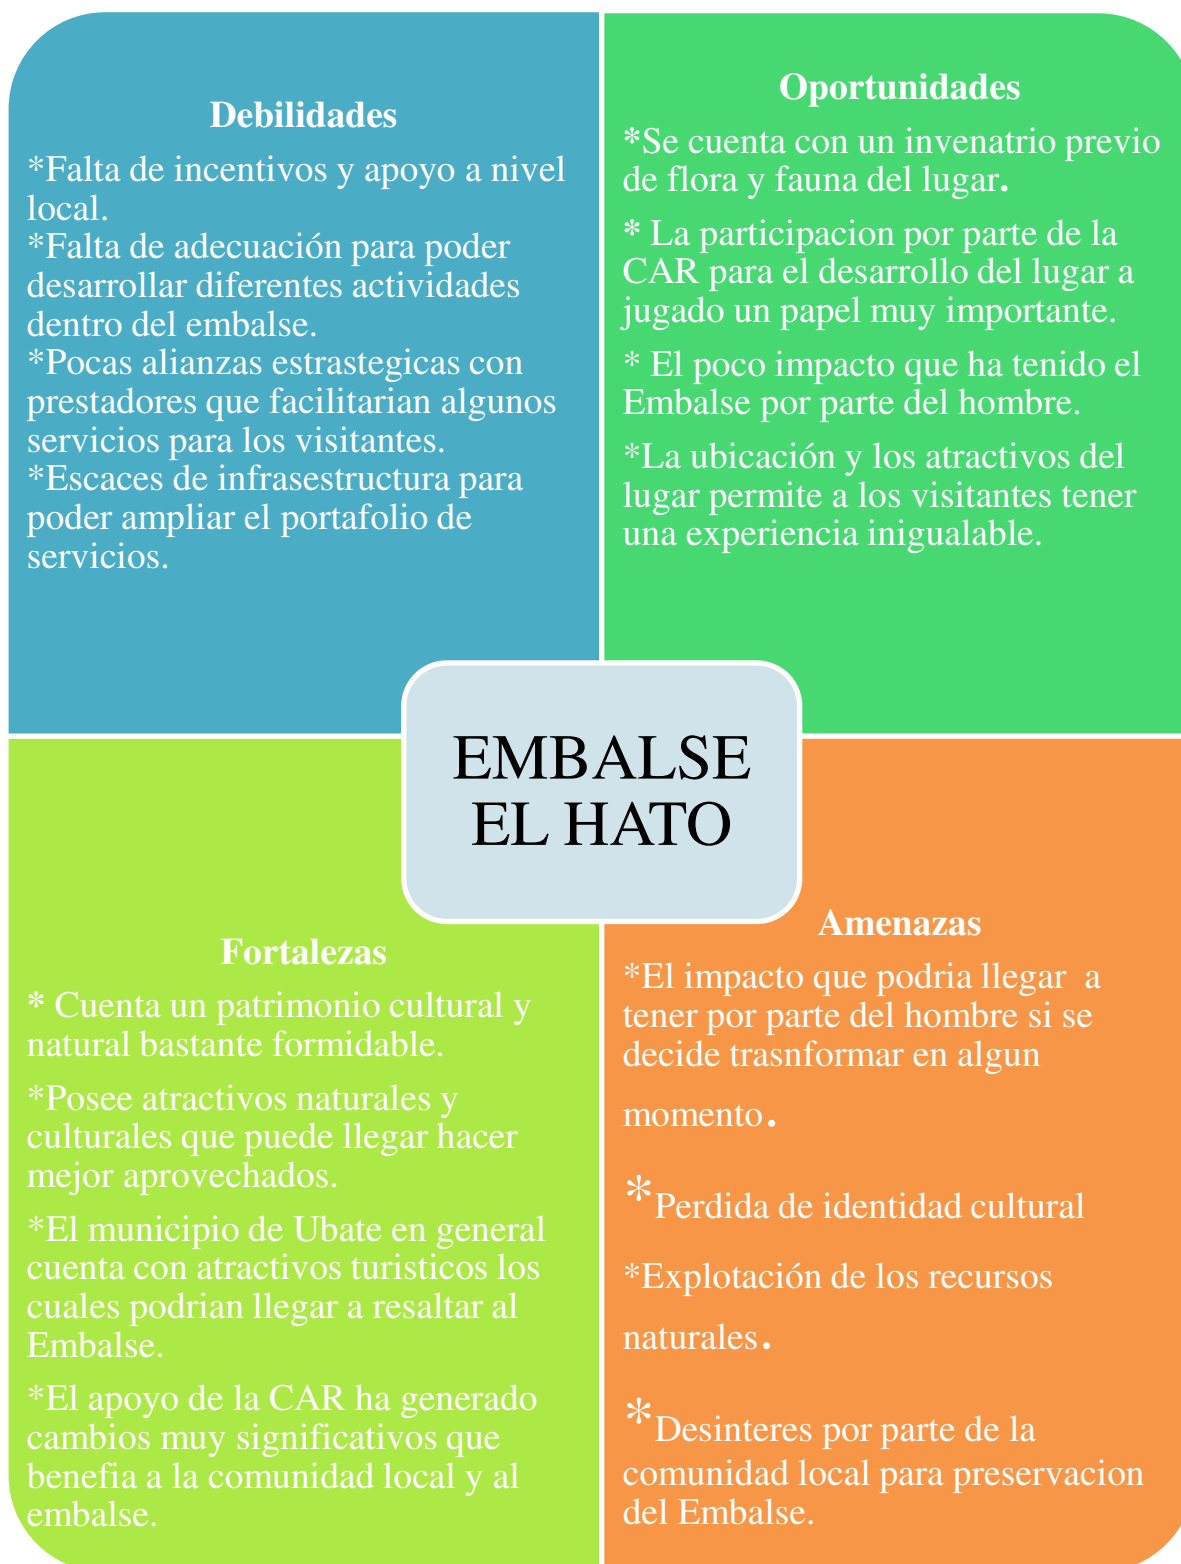 Debilidades
*Falta de incentivos y apoyo a nivel
local.
*Falta de adecuación para poder
desarrollar diferentes actividades
dentro del embalse.
*Pocas alianzas estrastegicas con
prestadores que facilitarian algunos
servicios para los visitantes.
*Escaces de infrasestructura para
poder ampliar el portafolio de
servicios.
Oportunidades
*Se cuenta con un invenatrio previo
de flora y fauna del lugar.
* La participacion por parte de la
CAR para el desarrollo del lugar a
jugado un papel muy importante.
* El poco impacto que ha tenido el
Embalse por parte del hombre.
*La ubicación y los atractivos del
lugar permite a los visitantes tener
una experiencia inigualable.
EMBALSE
EL HATO
Fortalezas
* Cuenta un patrimonio cultural y
natural bastante formidable.
*Posee atractivos naturales y
culturales que puede llegar hacer
mejor aprovechados.
*El municipio de Ubate en general
cuenta con atractivos turisticos los
cuales podrian llegar a resaltar al
Embalse.
*El apoyo de la CAR ha generado
cambios muy significativos que
benefia a la comunidad local y al
embalse.
Amenazas
*El impacto que podria llegar  a
tener por parte del hombre si se
decide trasnformar en algun
momento.
*Perdida de identidad cultural
*Explotación de los recursos
naturales.
*Desinteres por parte de la
comunidad local para preservacion
del Embalse.